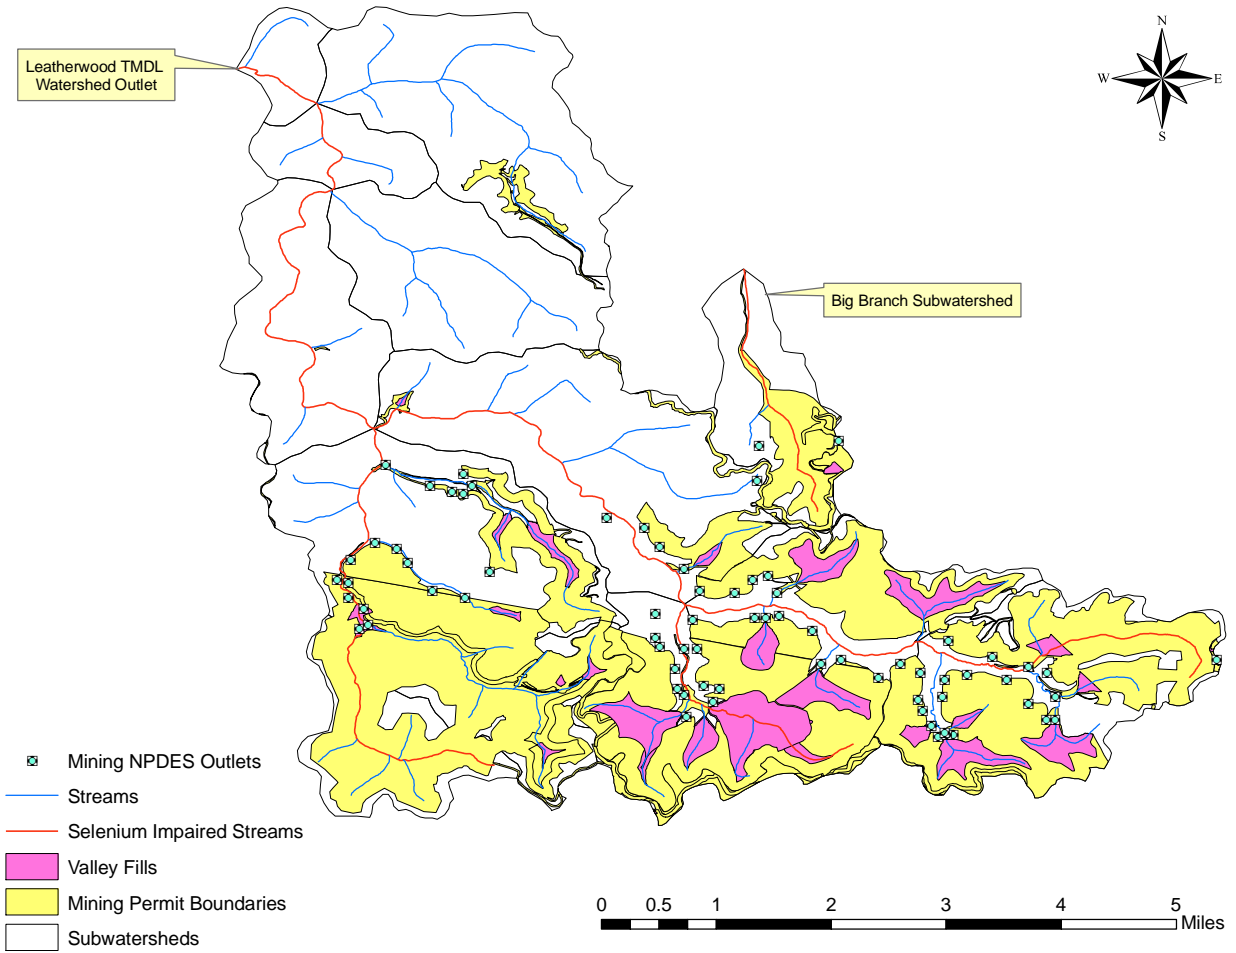 N
W E
S
Leatherwood TMDL
Watershed Outlet
Big Branch Subwatershed
Mining NPDES Outlets
Streams
Selenium Impaired Streams
Valley Fills
Mining Permit Boundaries
Subwatersheds
0 0.5 1 2 3 4 5
Miles